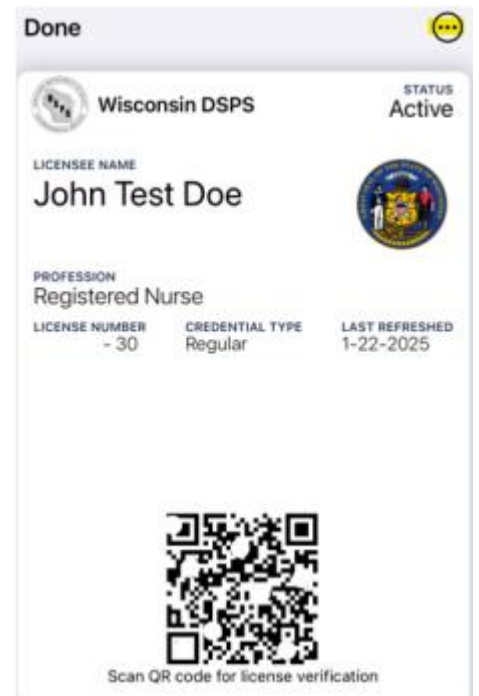 Done
Wisconsin DSPS
STATUS
Active
LICENSEE NAME
John Test Doe
PROFESSION
Registered Nurse
LICENSE NUMBER CREDENTIAL TYPE LAST REFRESHED
- 30 Regular 1-22-2025
Scan QR code for license verification